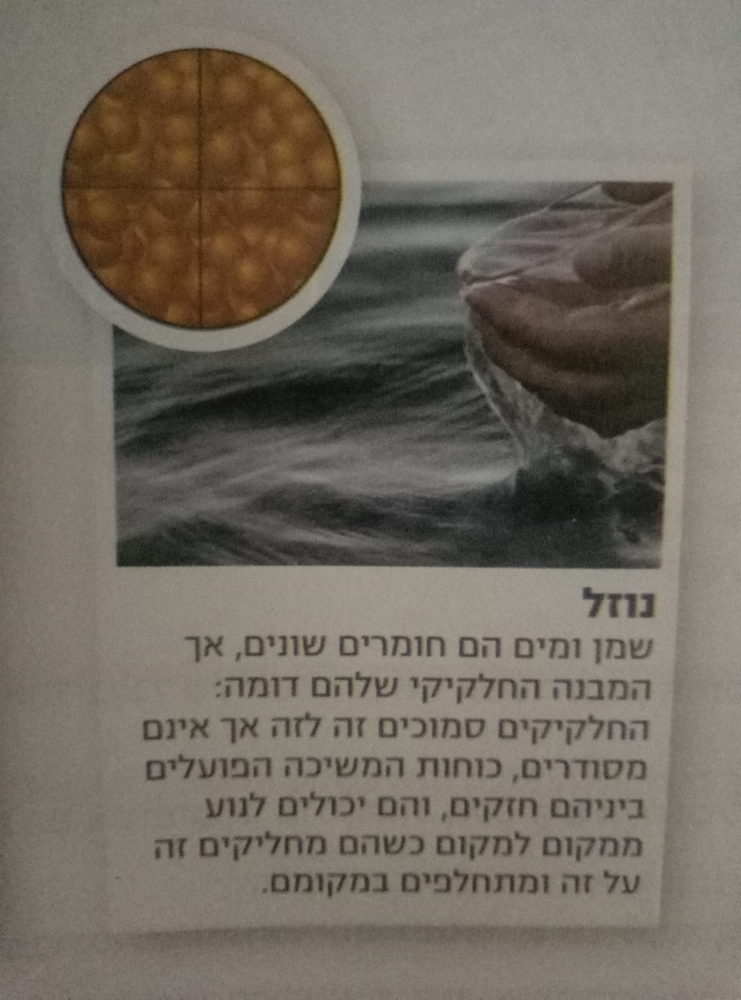 נוזל
שמן ומים הם חומרים שונים, אך
המבנה החלקיקי שלהם דומה:
החלקיקים סמוכים זה לזה אך אינם
מסודרים, כוחות המשיכה הפועלים
ביניהם חזקים, והם יכולים לנוע
ממקום למקום כשהם מחליקים זה
על זה ומתחלפים במקומם.